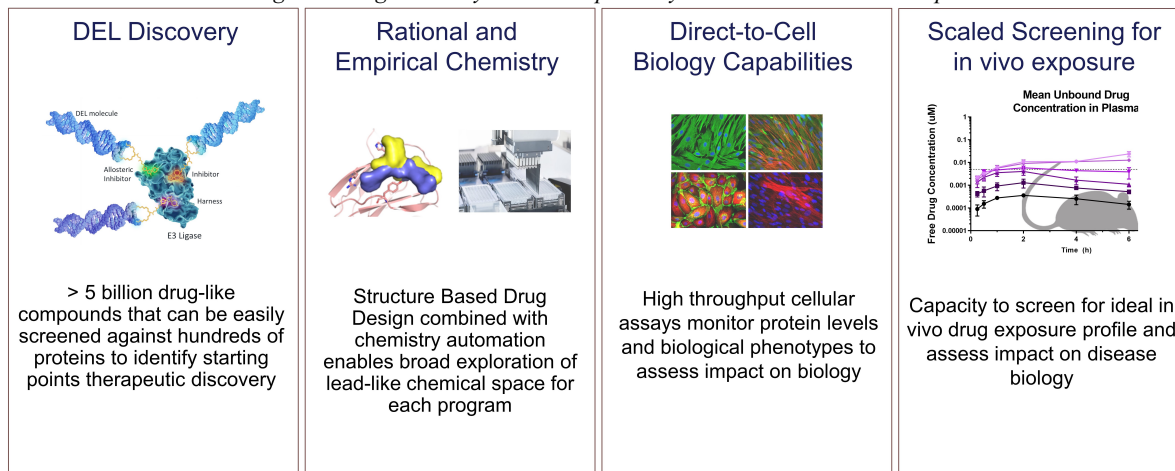 DEL Discovery
DEL molecule
Allosteric
Inhibitor
Inhibitor
Harness
E3 Ligase
> 5 billion drug-like
compounds that can be easily
screened against hundreds of
proteins to identify starting
points therapeutic discovery
Rational and
Empirical Chemistry
Structure Based Drug
Design combined with
chemistry automation
enables broad exploration of
lead-like chemical space for
each program
Direct-to-Cell
Biology Capabilities
High throughput cellular
assays monitor protein levels
and biological phenotypes to
assess impact on biology
Scaled Screening for
in vivo exposure
Mean Unbound Drug
Concentration in Plasma
Free Drug Concentration (uM)
1
0.1
0.01
0.001
0.0001
0.00001
0
2
4
6
Time (h)
Capacity to screen for ideal in
vivo drug exposure profile and
assess impact on disease
biology